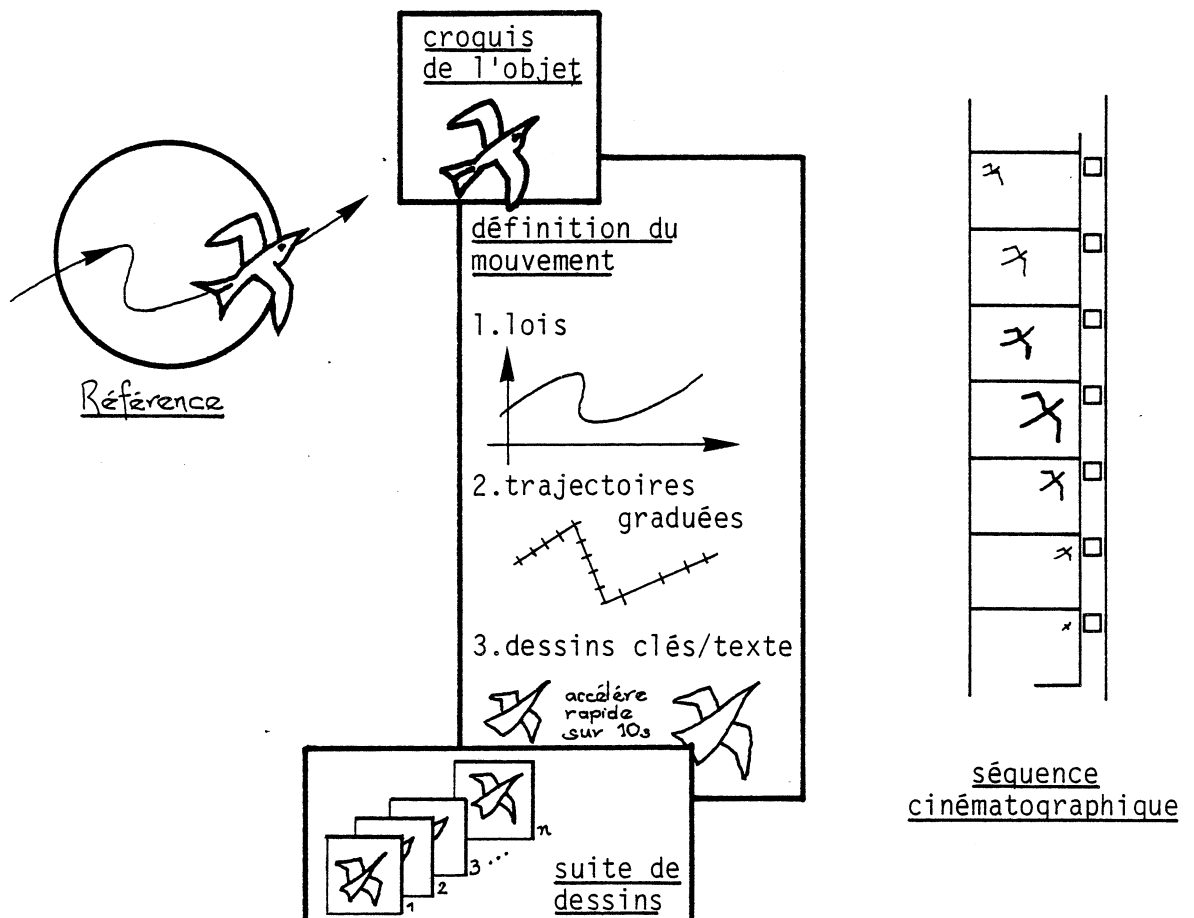 croquis
de l'objet
Référence
définition du
mouvement
1.lois
2.trajectoires
graduées
3.dessins clés/texte
accélére
rapide
sur 10s
1
2
3...
n
suite de
dessins
séquence
cinématographique